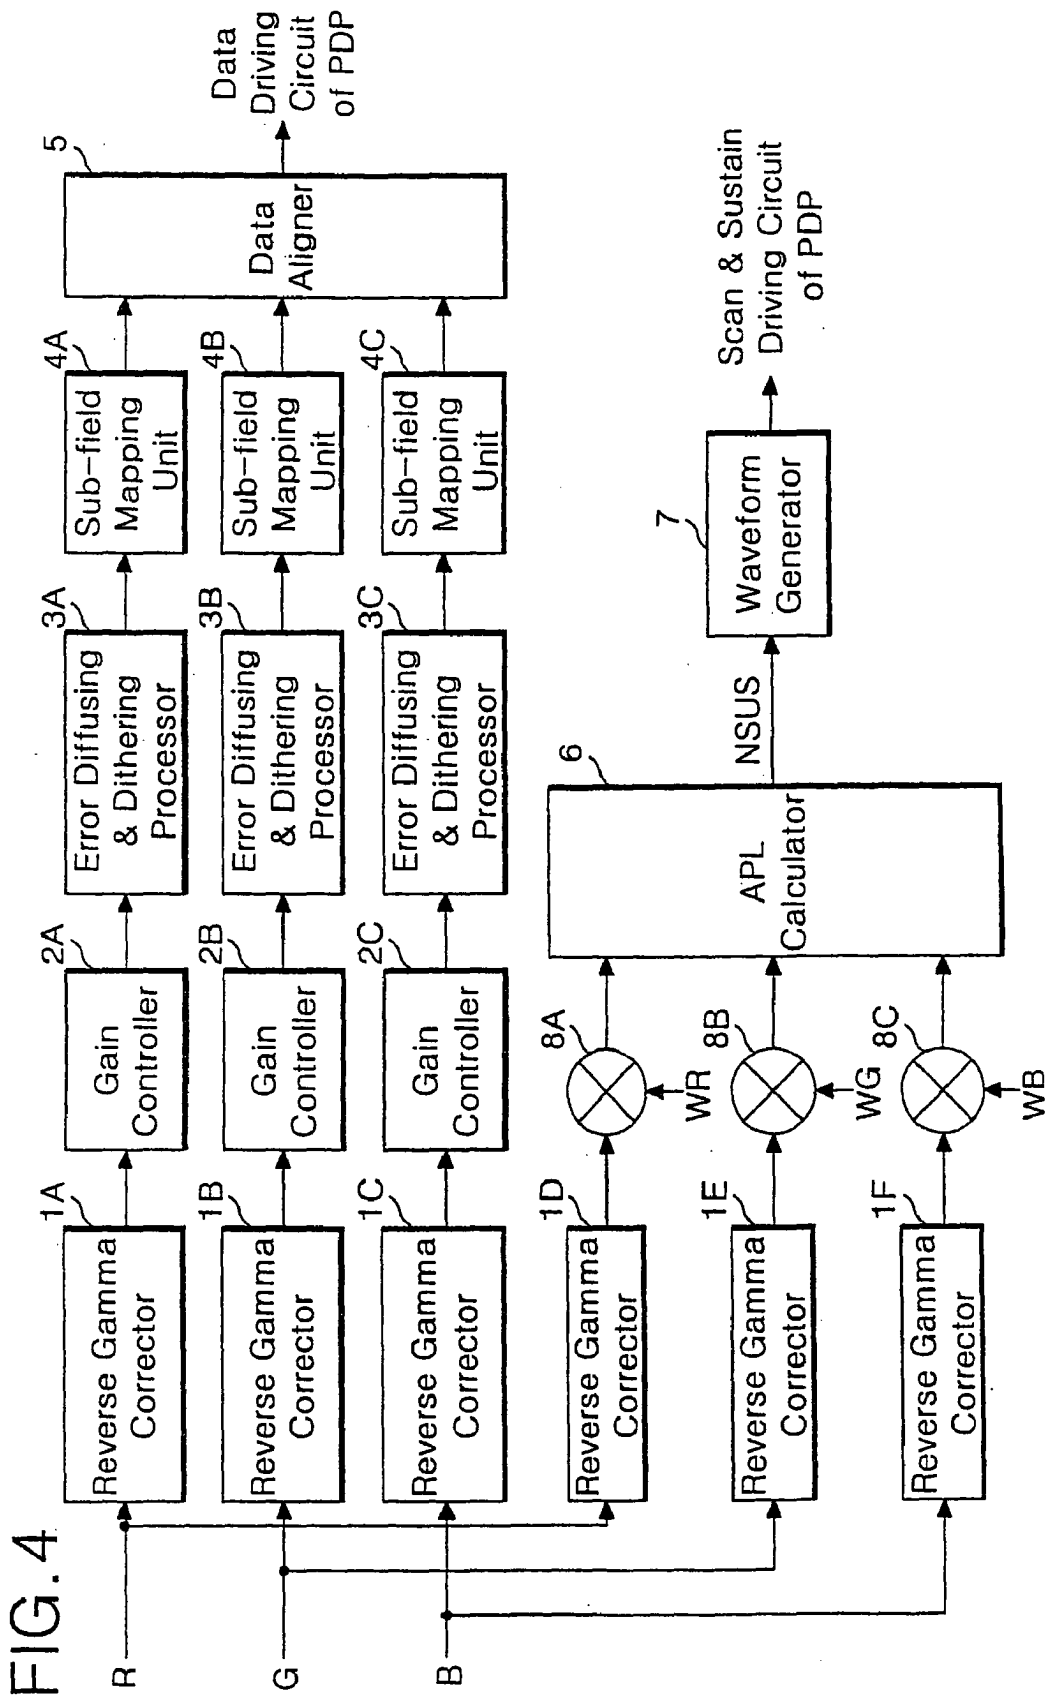 FIG. 4
R
1A
Reverse Gamma
Corrector
2A
Gain
Controller
3A
Error Diffusing
& Dithering
Processor
4A
Sub-field
Mapping
Unit
G
1B
Reverse Gamma
Corrector
2B
Gain
Controller
3B
Error Diffusing
& Dithering
Processor
4B
Sub-field
Mapping
Unit
B
1C
Reverse Gamma
Corrector
2C
Gain
Controller
3C
Error Diffusing
& Dithering
Processor
4C
Sub-field
Mapping
Unit
5
Data
Aligner
Data
Driving
Circuit
of PDP
1D
Reverse Gamma
Corrector
8A
WR
1E
Reverse Gamma
Corrector
8B
WG
1F
Reverse Gamma
Corrector
8C
WB
6
APL
Calculator
NSUS
7
Waveform
Generator
Scan & Sustain
Driving Circuit
of PDP